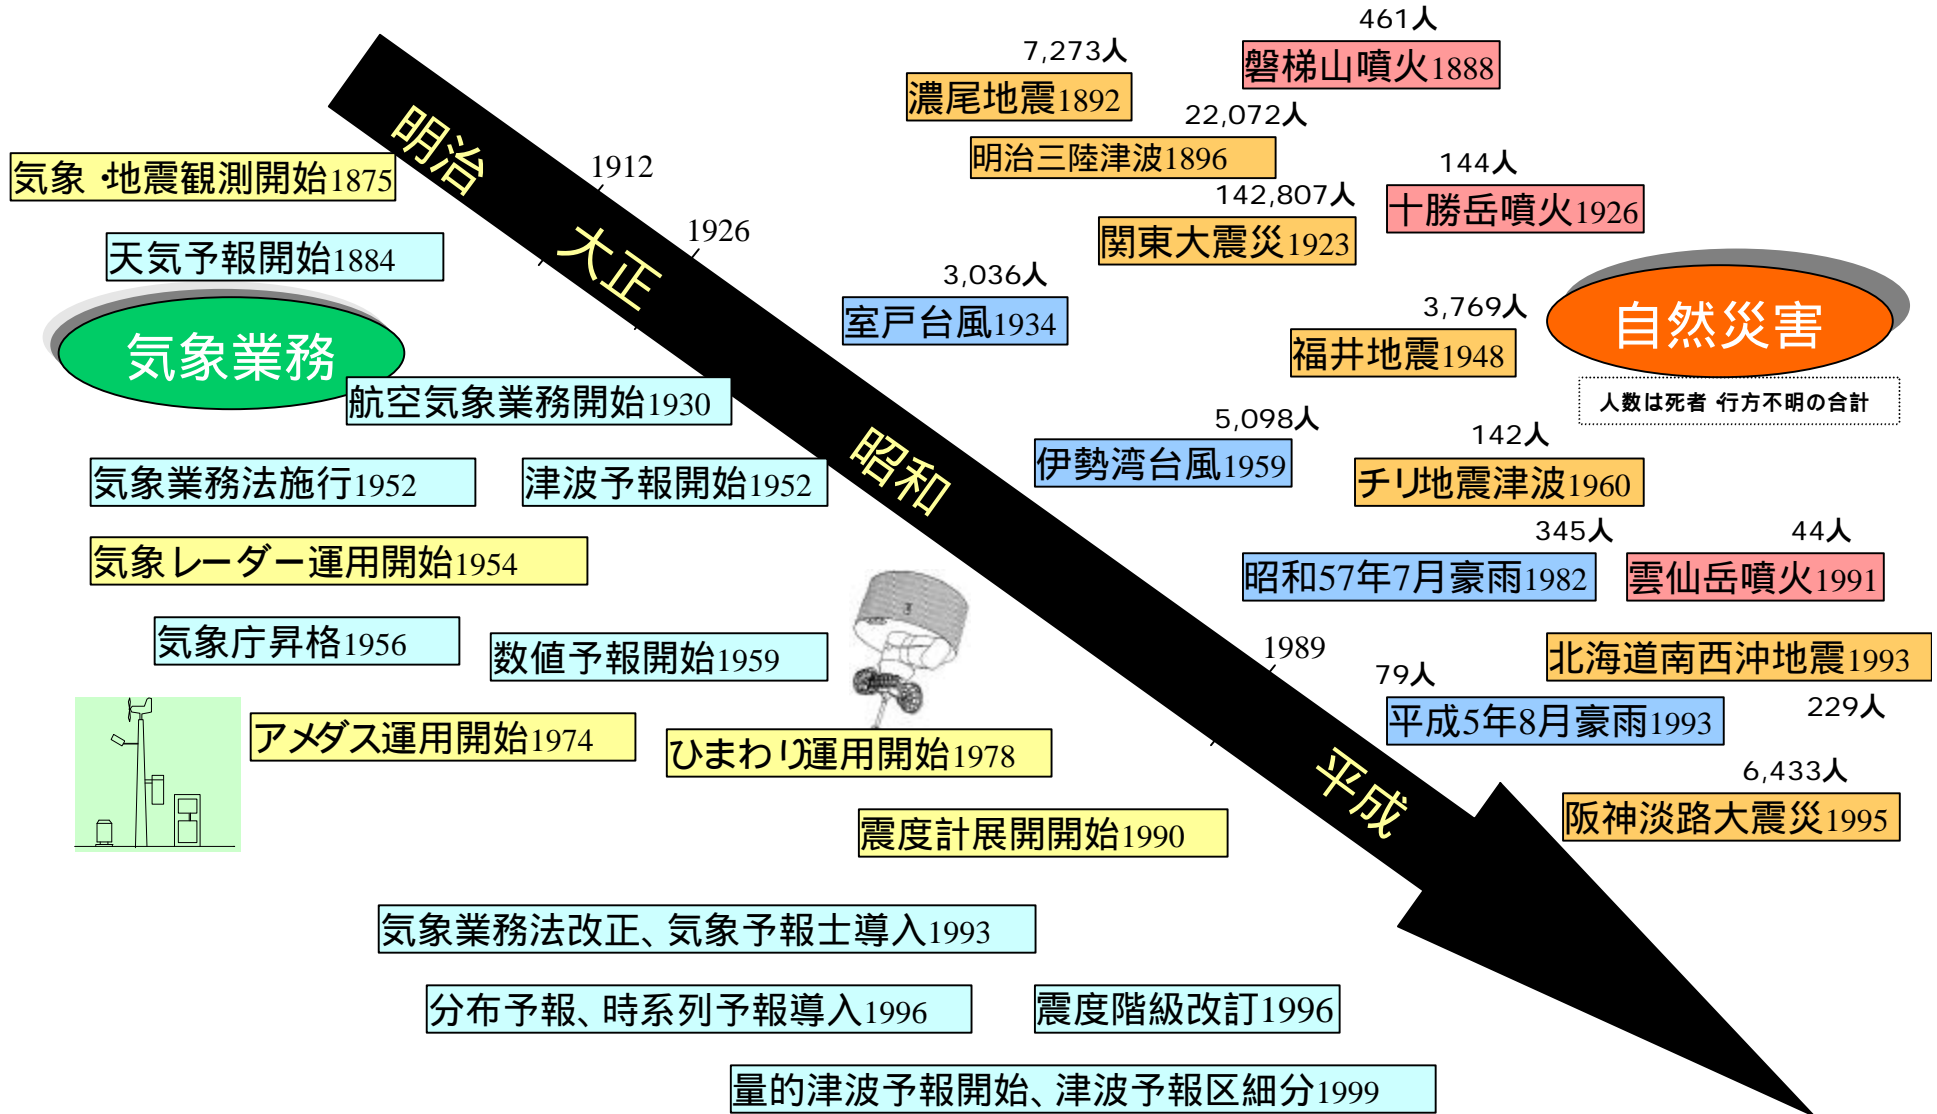 461人
磐梯山噴火1888
7,273人
濃尾地震1892
22,072人
明治三陸津波1896
144人
十勝岳噴火1926
142,807人
関東大震災1923
3,036人
室戸台風1934
3,769人
福井地震1948
自然災害
人数は死者・行方不明の合計
5,098人
伊勢湾台風1959
142人
チリ地震津波1960
345人
昭和57年7月豪雨1982
44人
雲仙岳噴火1991
北海道南西沖地震1993
229人
79人
平成5年8月豪雨1993
6,433人
阪神淡路大震災1995
明治
1912
大正
1926
昭和
1989
平成
気象・地震観測開始1875
天気予報開始1884
気象業務
航空気象業務開始1930
気象業務法施行1952
津波予報開始1952
気象レーダー運用開始1954
気象庁昇格1956
数値予報開始1959
アメダス運用開始1974
ひまわり運用開始1978
震度計展開開始1990
気象業務法改正、気象予報士導入1993
分布予報、時系列予報導入1996
震度階級改訂1996
量的津波予報開始、津波予報区細分1999